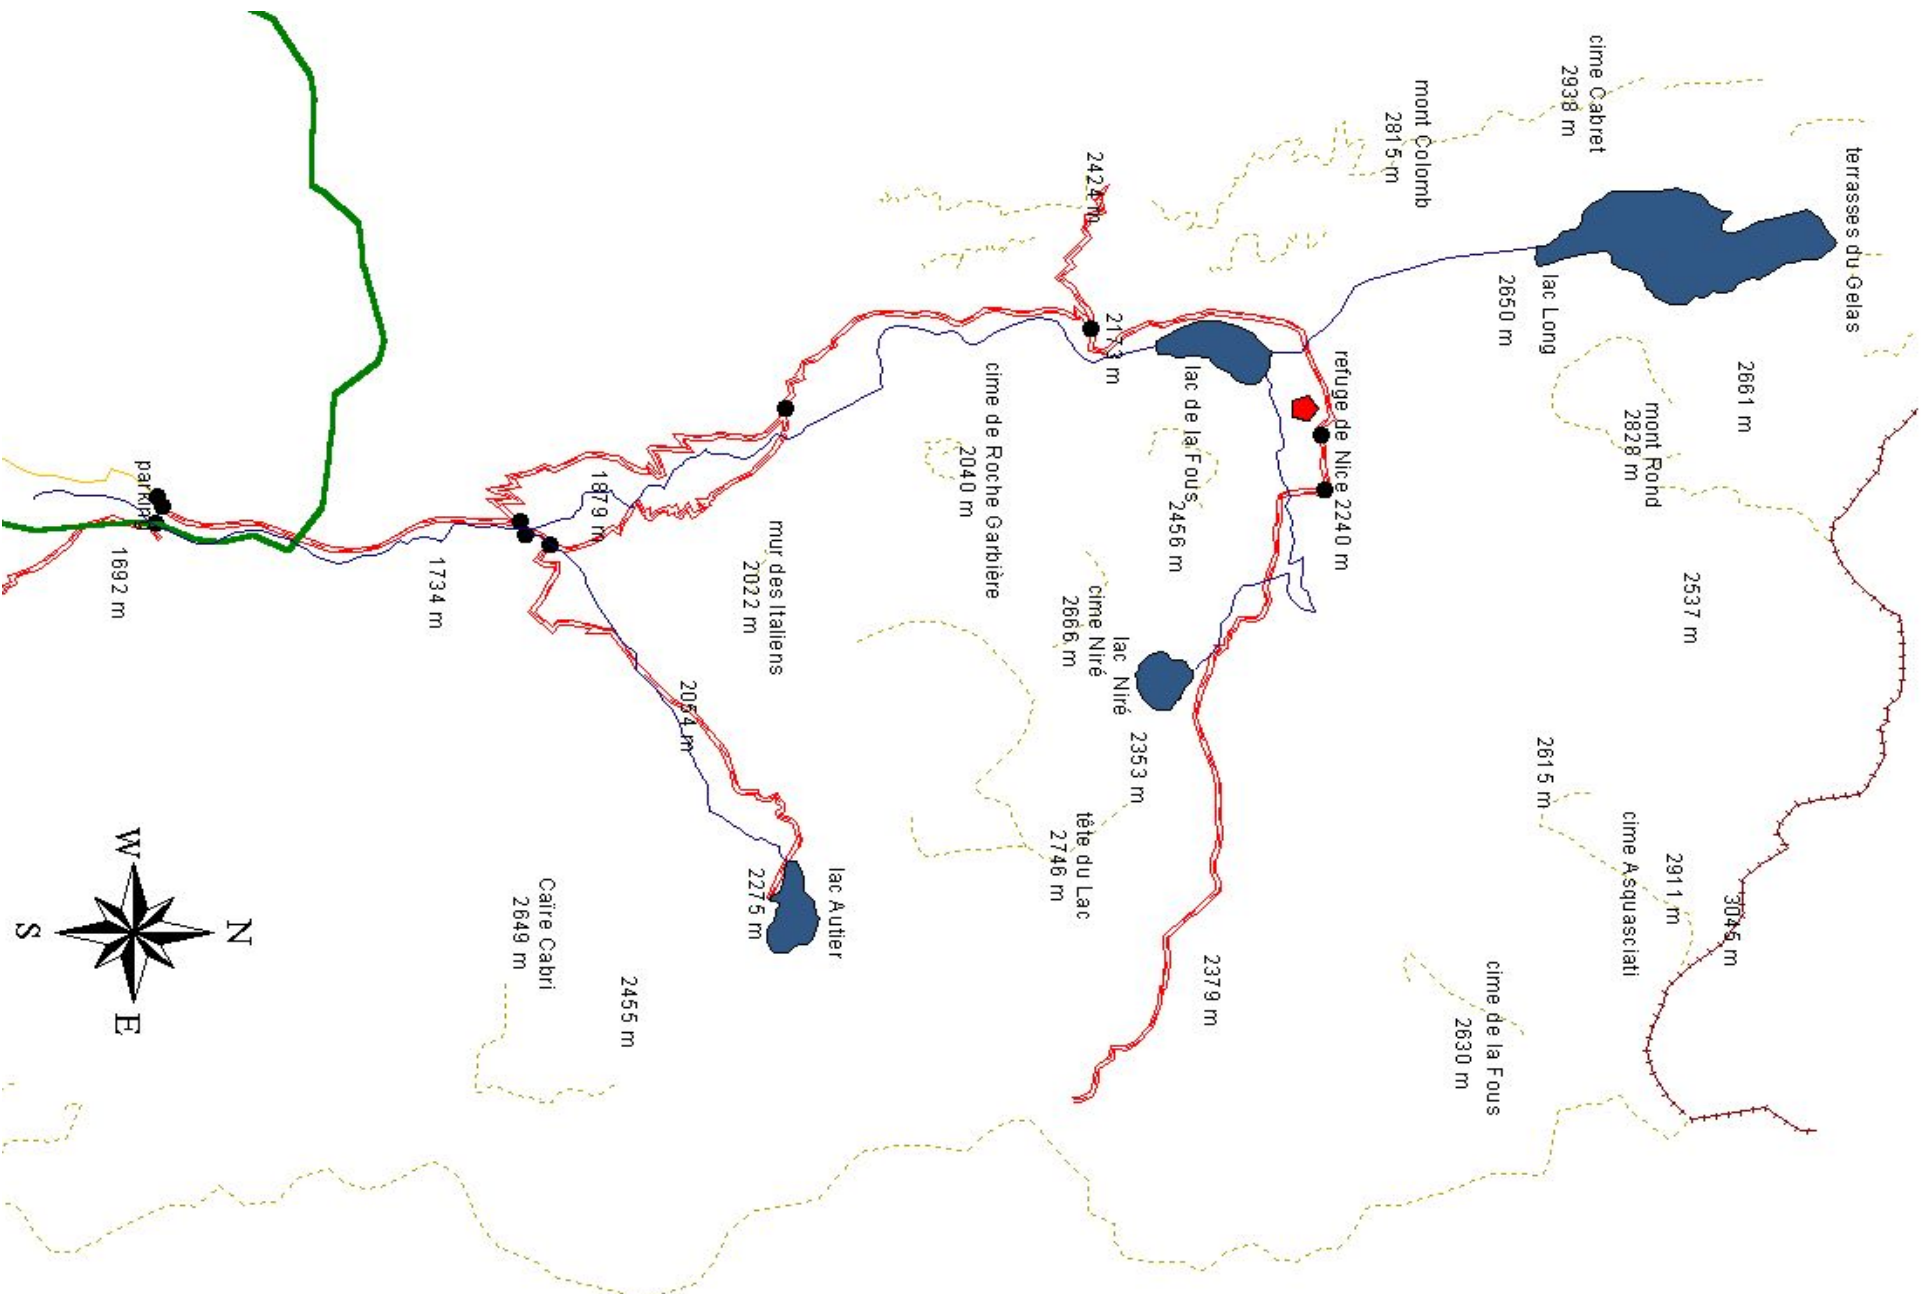 terrasses du Gelas
2661 m
3045 m
2537 m
2911 m
mont Rond
2828 m
cime Asquasciati
cime Cabret
2938 m
lac Long
2650 m
2615 m
cime de la Fous
2630 m
mont Colomb
2815 m
refuge de Nice 2240 m
2379 m
lac de la Fous
2456 m
2353 m
2173 m
lac Niré
2424 m
cime Niré
2666 m
tête du Lac
2746 m
cime de Roche Garbière
2040 m
lac Autier
2275 m
mur des Italiens
2022 m
2455 m
1879 m
Caïre Cabri
2649 m
1734 m
parking
1692 m
N
W
E
S